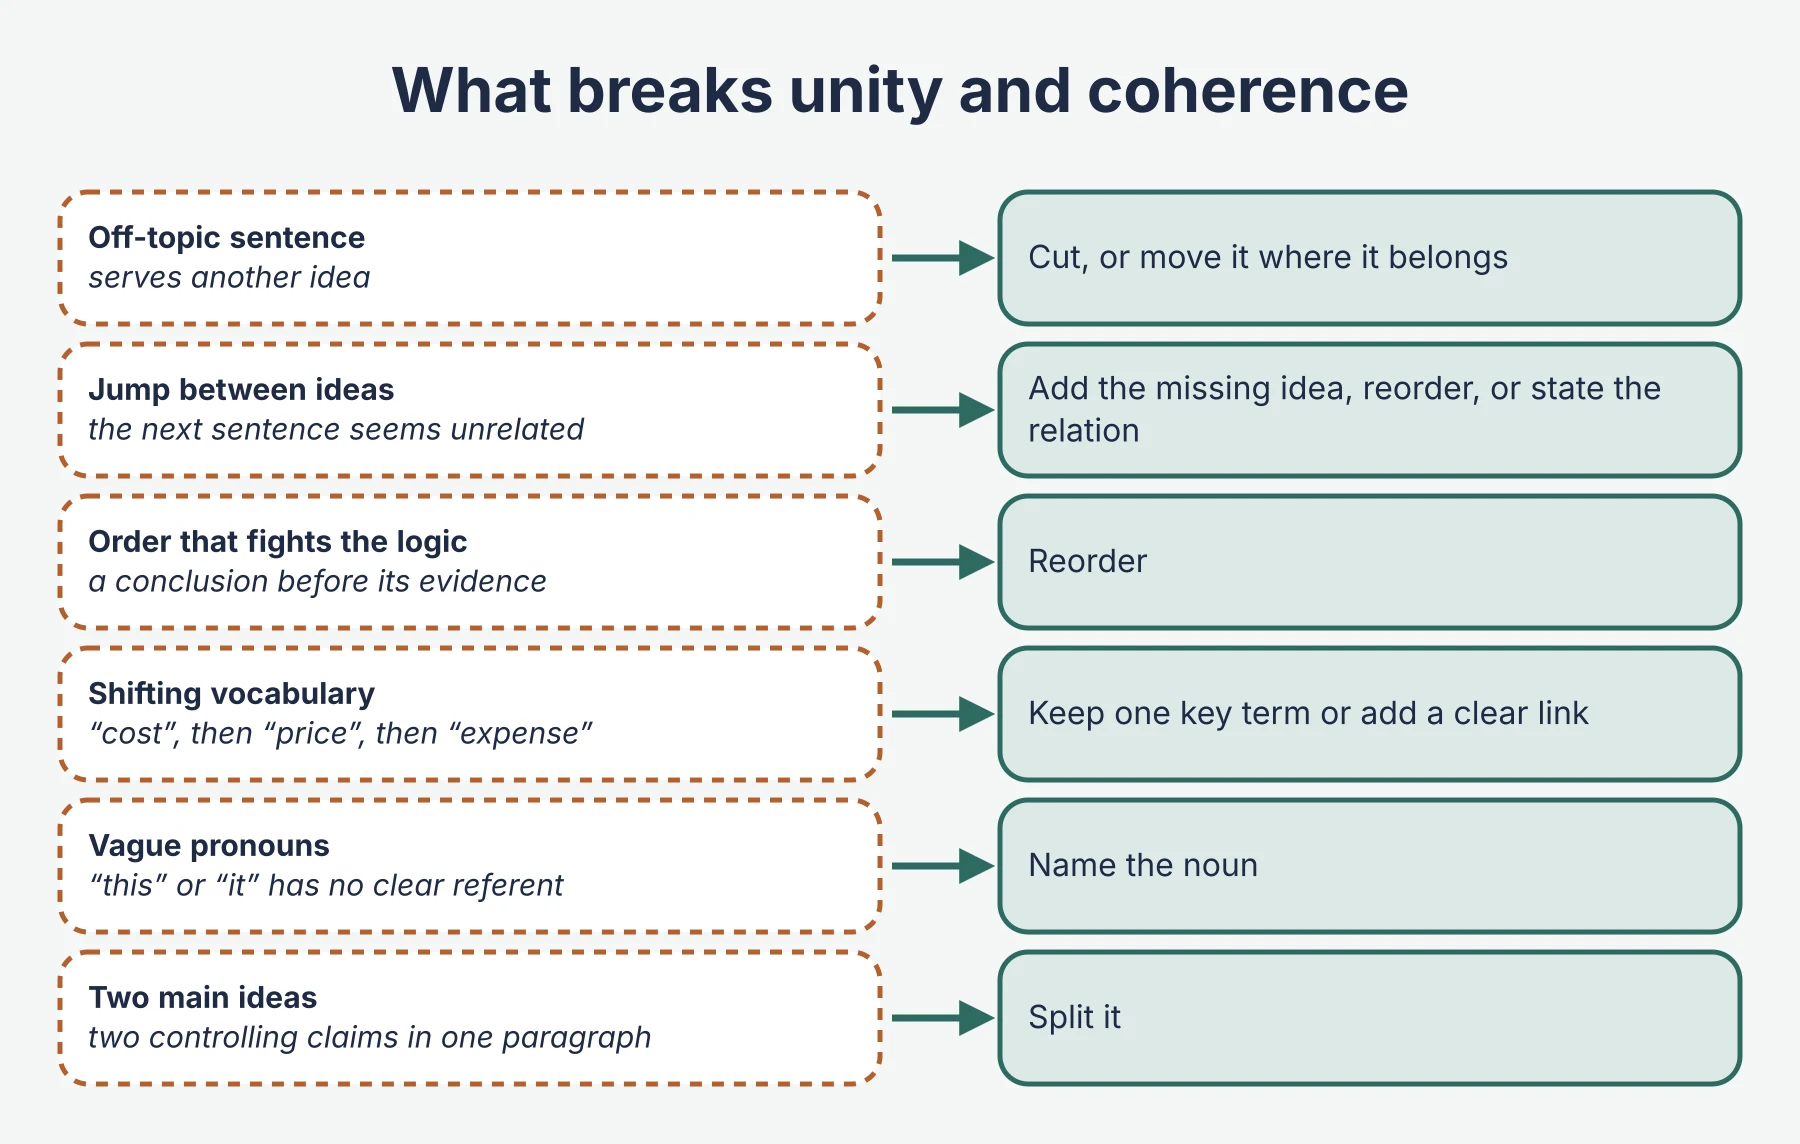 What breaks unity and coherence
Off-topic sentence
serves another idea
Cut, or move it where it belongs
Jump between ideas
the next sentence seems unrelated
Add the missing idea, reorder, or state the
relation
Order that fights the logic
a conclusion before its evidence
Reorder
Shifting vocabulary
“cost”, then “price”, then “expense”
Keep one key term or add a clear link
Vague pronouns
“this” or “it” has no clear referent
Name the noun
Two main ideas
two controlling claims in one paragraph
Split it